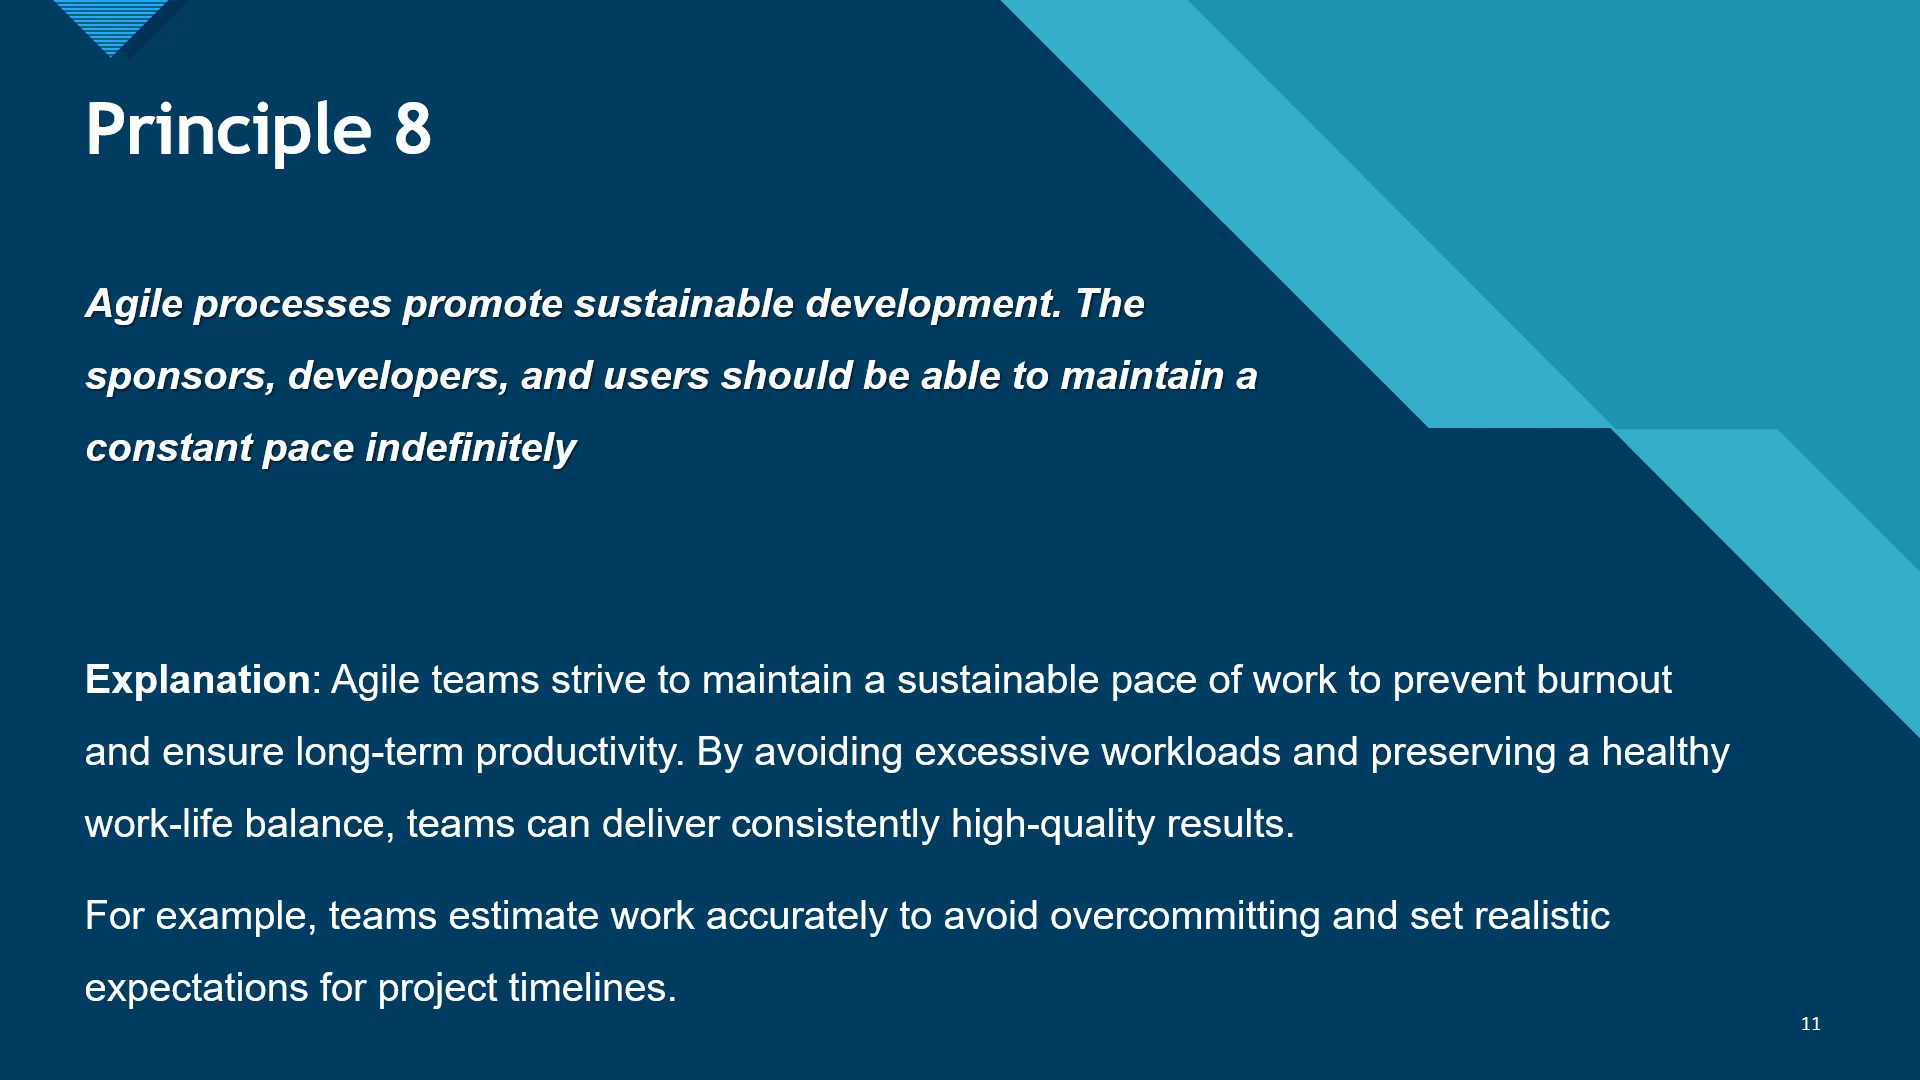 Principle 8
Agile processes promote sustainable development. The
sponsors, developers, and users should be able to maintain a
constant pace indefinitely
Explanation: Agile teams strive to maintain a sustainable pace of work to prevent burnout
and ensure long-term productivity. By avoiding excessive workloads and preserving a healthy
work-life balance, teams can deliver consistently high-quality results.
For example, teams estimate work accurately to avoid overcommitting and set realistic
expectations for project timelines.
11